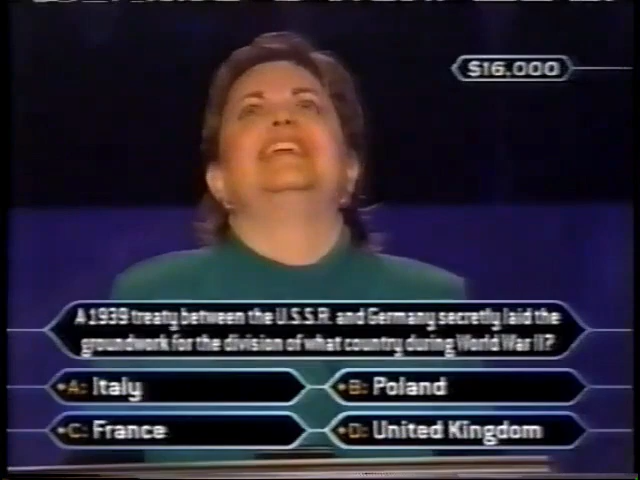 $16,000
A 1939 treaty between the U.S.S.R. and Germany secretly laid the
groundwork for the division of what country during World War II?
A: Italy
B: Poland
C: France
D: United Kingdom